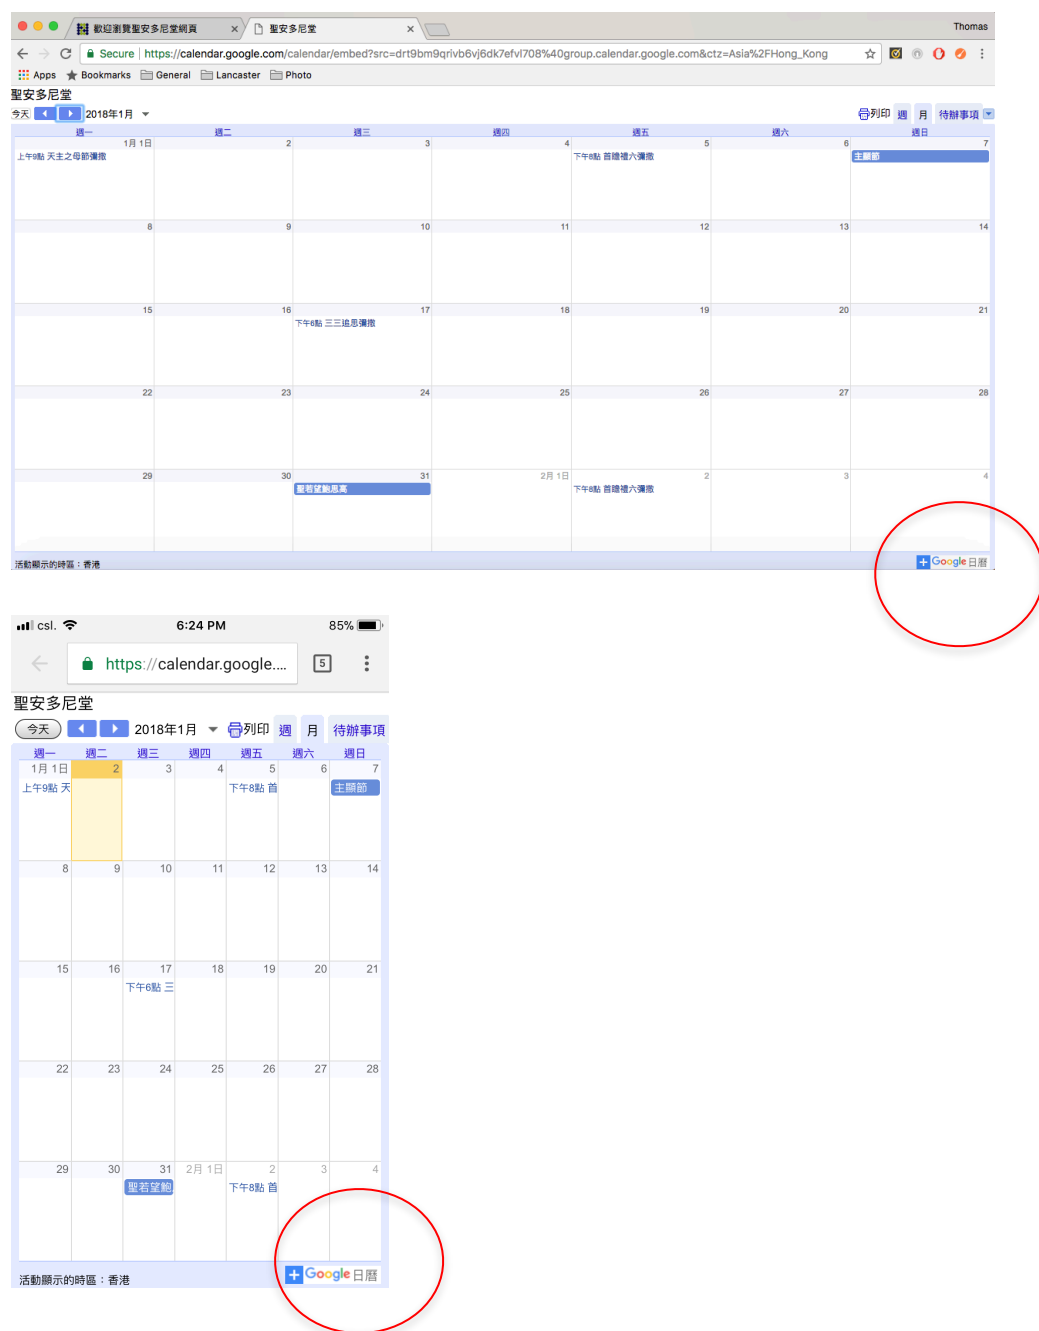 歡迎瀏覽聖安多尼堂網頁 × 聖安多尼堂 × Thomas
Secure | https://calendar.google.com/calendar/embed?src=drt9bm9qrivb6vj6dk7efvl708%40group.calendar.google.com&ctz=Asia%2FHong_Kong
Apps Bookmarks General Lancaster Photo
聖安多尼堂
今天 2018年1月 列印 週 月 待辦事項
週一 週二 週三 週四 週五 週六 週日
1月 1日 2 3 4 5 6 7
上午9點 天主之母節彌撒 下午8點 首瞻禮六彌撒 主顯節
8 9 10 11 12 13 14
15 16 17 18 19 20 21
下午6點 三三追思彌撒
22 23 24 25 26 27 28
29 30 31 2月 1日 2 3 4
聖若望鮑思高 下午8點 首瞻禮六彌撒
活動顯示的時區：香港 + Google 日曆
csl. 6:24 PM 85%
https://calendar.google.... 5
聖安多尼堂
今天 2018年1月 列印 週 月 待辦事項
週一 週二 週三 週四 週五 週六 週日
1月 1日 2 3 4 5 6 7
上午9點 天 下午8點 首 主顯節
8 9 10 11 12 13 14
15 16 17 18 19 20 21
下午6點 三
22 23 24 25 26 27 28
29 30 31 2月 1日 2 3 4
聖若望鮑 下午8點 首
活動顯示的時區：香港 + Google 日曆